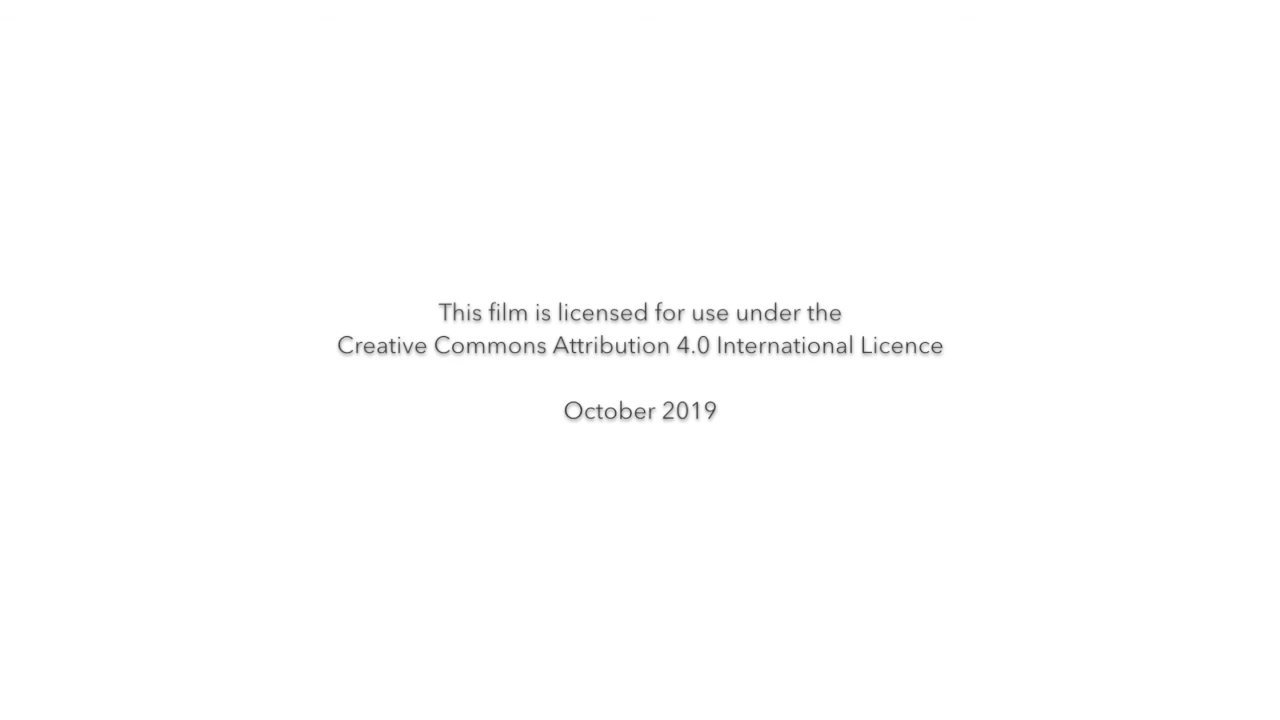 This film is licensed for use under the
Creative Commons Attribution 4.0 International Licence
October 2019